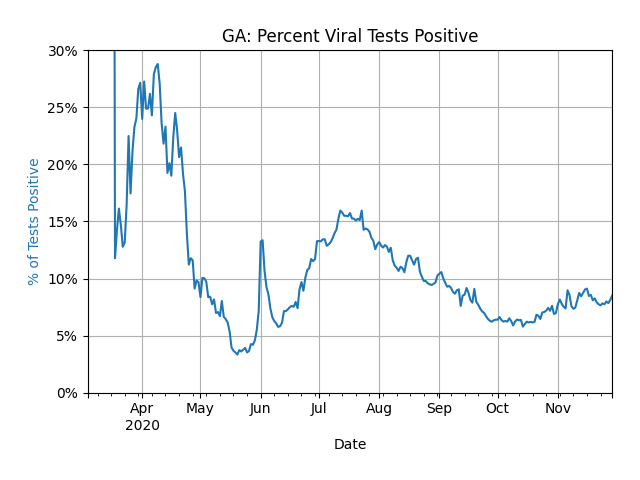 GA: Percent Viral Tests Positive
30%
25%
20%
15%
10%
5%
0%
% of Tests Positive
Apr May Jun Jul Aug Sep Oct Nov
2020
Date